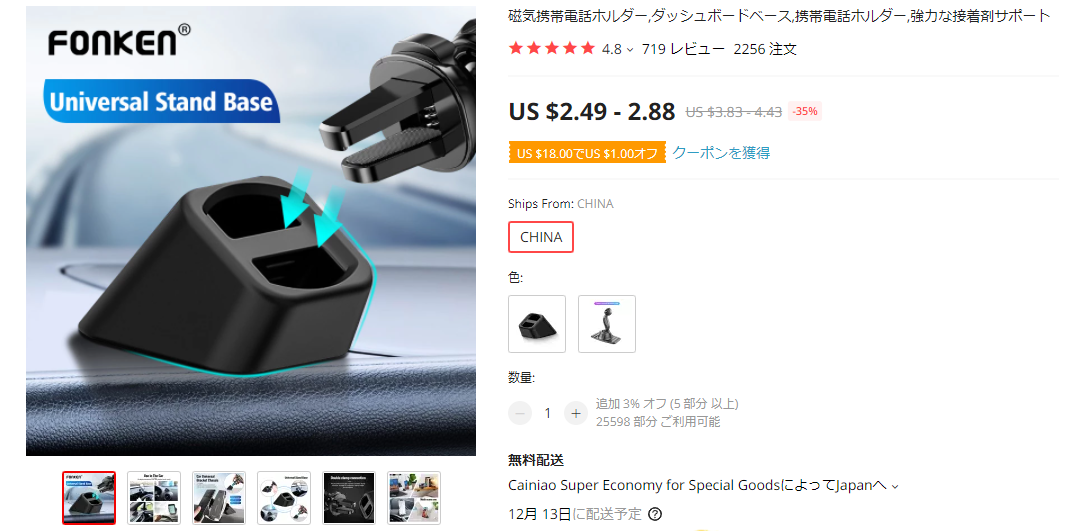 FONKEN®
Universal Stand Base
磁気携帯電話ホルダー,ダッシュボードベース,携帯電話ホルダー,強力な接着剤サポート
4.8 719 レビュー 2256 注文
US $2.49 - 2.88 US $3.83 - 4.43 -35%
US $18.00でUS $1.00オフ クーポンを獲得
Ships From: CHINA
CHINA
色:
数量:
1 追加 3% オフ (5 部分 以上)
25598 部分 ご利用可能
無料配送
Cainiao Super Economy for Special GoodsによってJapanへ
12月 13日に配送予定